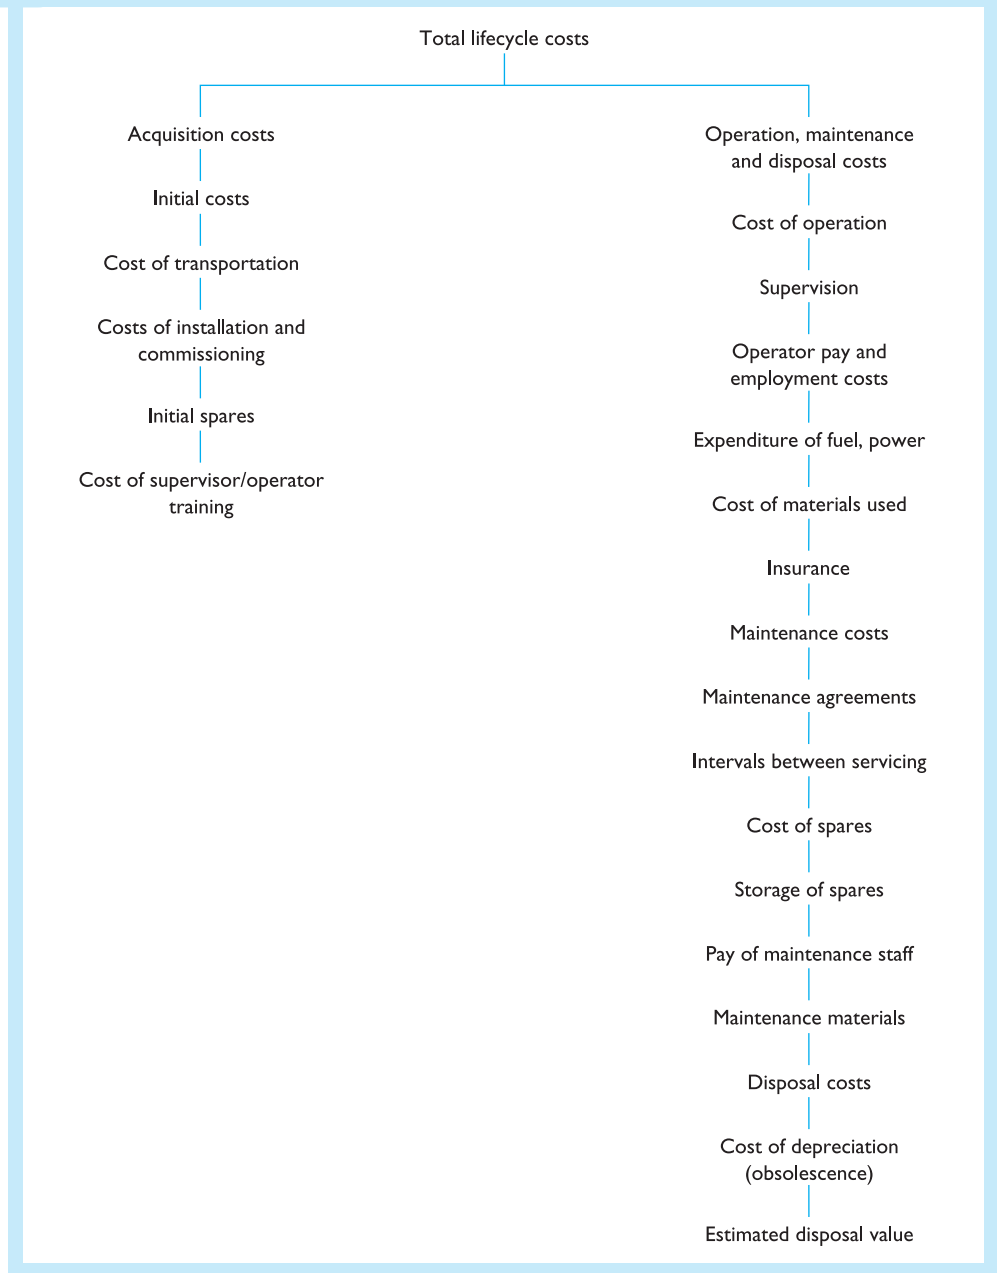 Total lifecycle costs
Acquisition costs
Initial costs
Cost of transportation
Costs of installation and
commissioning
Initial spares
Cost of supervisor/operator
training
Operation, maintenance
and disposal costs
Cost of operation
Supervision
Operator pay and
employment costs
Expenditure of fuel, power
Cost of materials used
Insurance
Maintenance costs
Maintenance agreements
Intervals between servicing
Cost of spares
Storage of spares
Pay of maintenance staff
Maintenance materials
Disposal costs
Cost of depreciation
(obsolescence)
Estimated disposal value